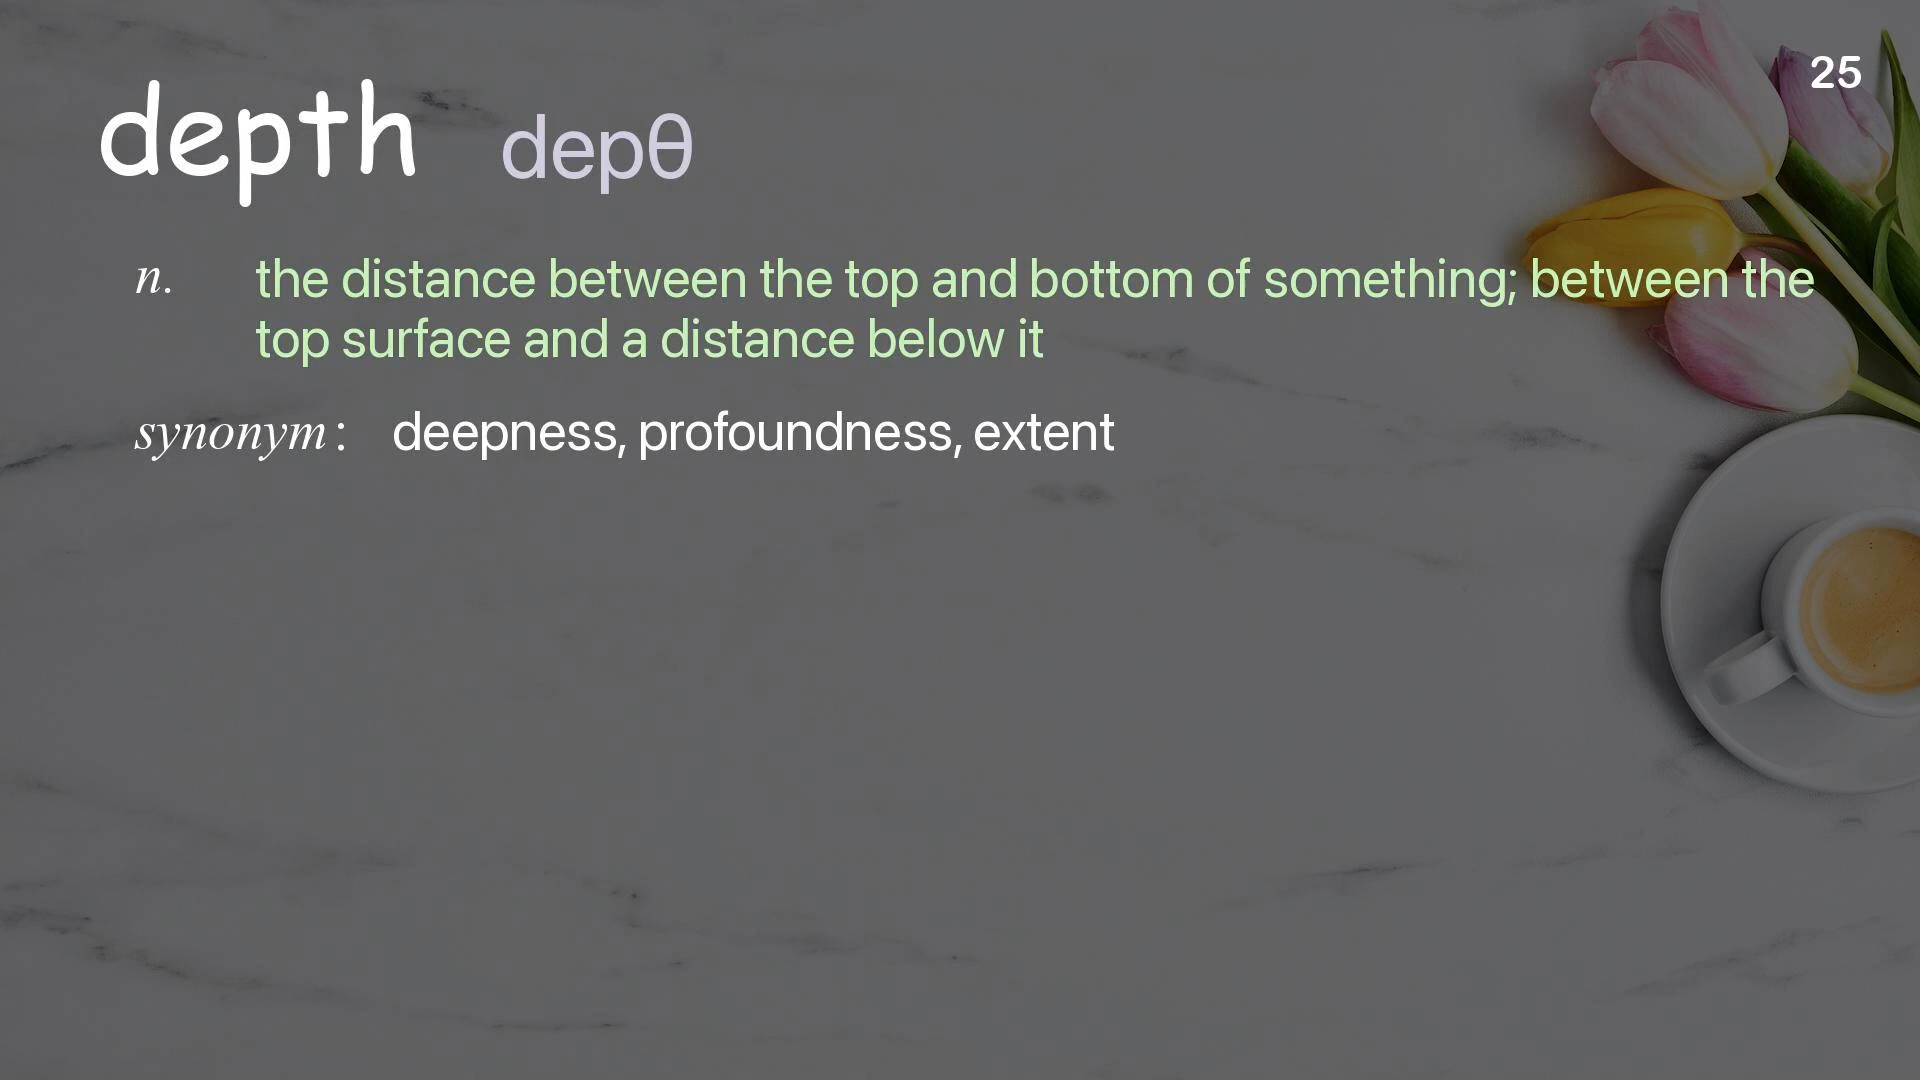 25
depth depθ
n. the distance between the top and bottom of something; between the
top surface and a distance below it
synonym: deepness, profoundness, extent